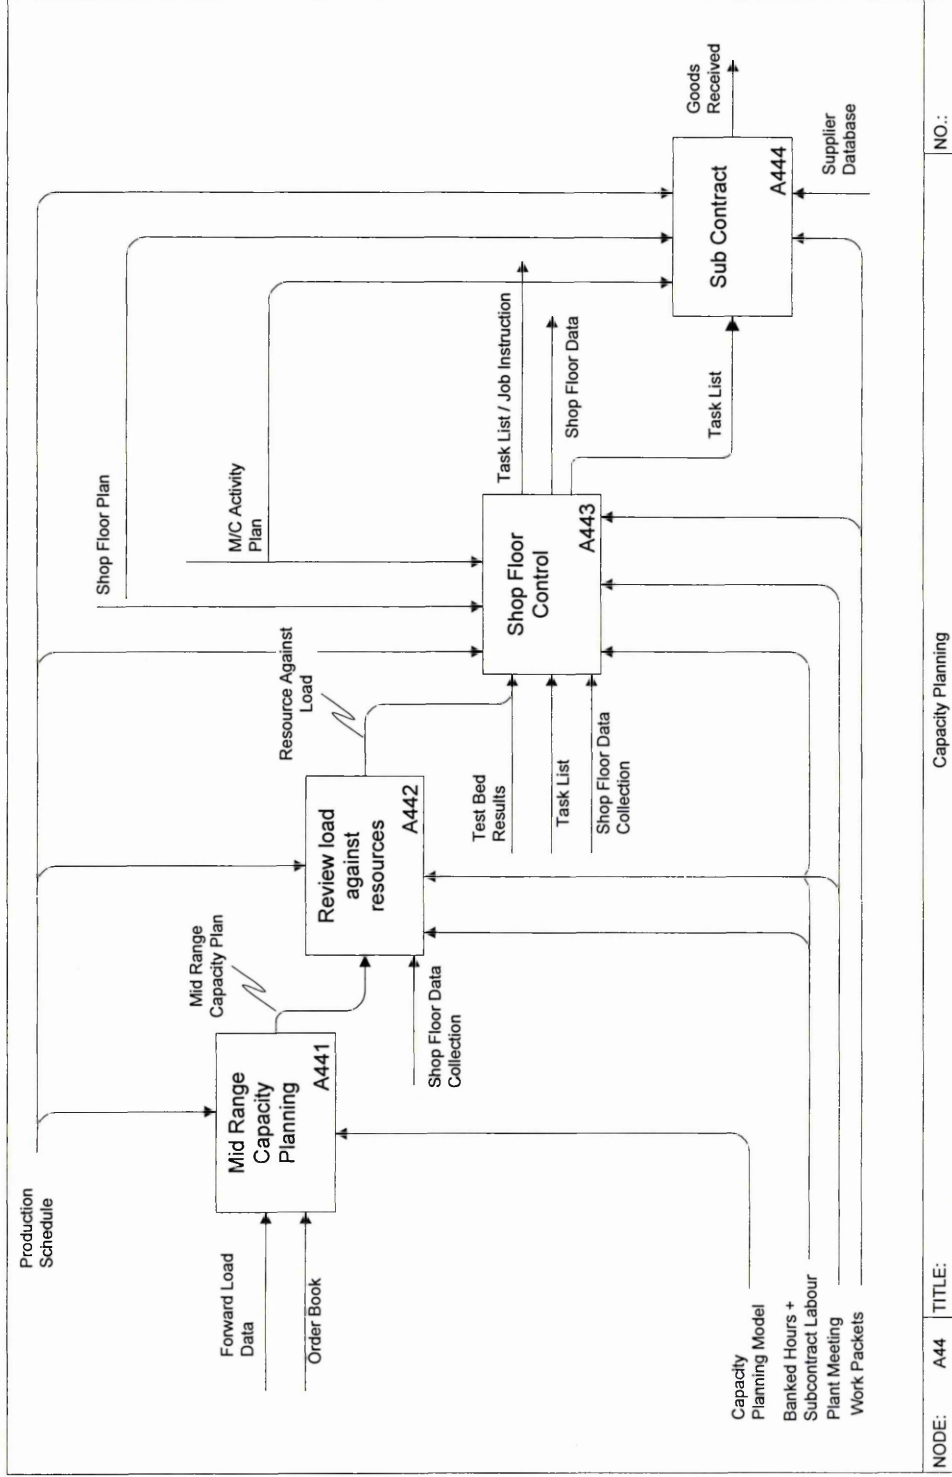 Production
Schedule
Shop Floor Plan
M/C Activity
Plan
Forward Load
Data
Order Book
Mid Range
Capacity
Planning
A441
Mid Range
Capacity Plan
Review load
against
resources
A442
Shop Floor Data
Collection
Resource Against
Load
Test Bed
Results
Task List
Shop Floor Data
Collection
Shop Floor
Control
A443
Task List / Job Instruction
Shop Floor Data
Task List
Sub Contract
A444
Goods
Received
Supplier
Database
Capacity
Planning Model
Banked Hours +
Subcontract Labour
Plant Meeting
Work Packets
NODE: A44 TITLE: Capacity Planning NO.: